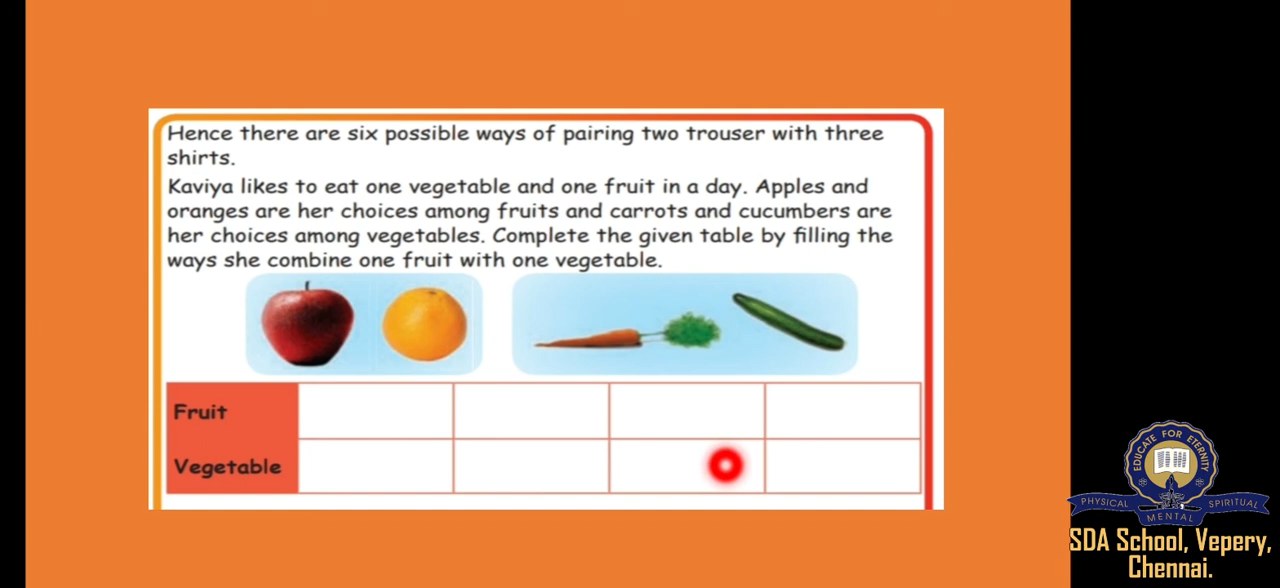 Hence there are six possible ways of pairing two trouser with three
shirts.
Kaviya likes to eat one vegetable and one fruit in a day. Apples and
oranges are her choices among fruits and carrots and cucumbers are
her choices among vegetables. Complete the given table by filling the
ways she combine one fruit with one vegetable.
Fruit
Vegetable
EDUCATE FOR ETERNITY
PHYSICAL
MENTAL
SPIRITUAL
SDA School, Vepery,
Chennai.